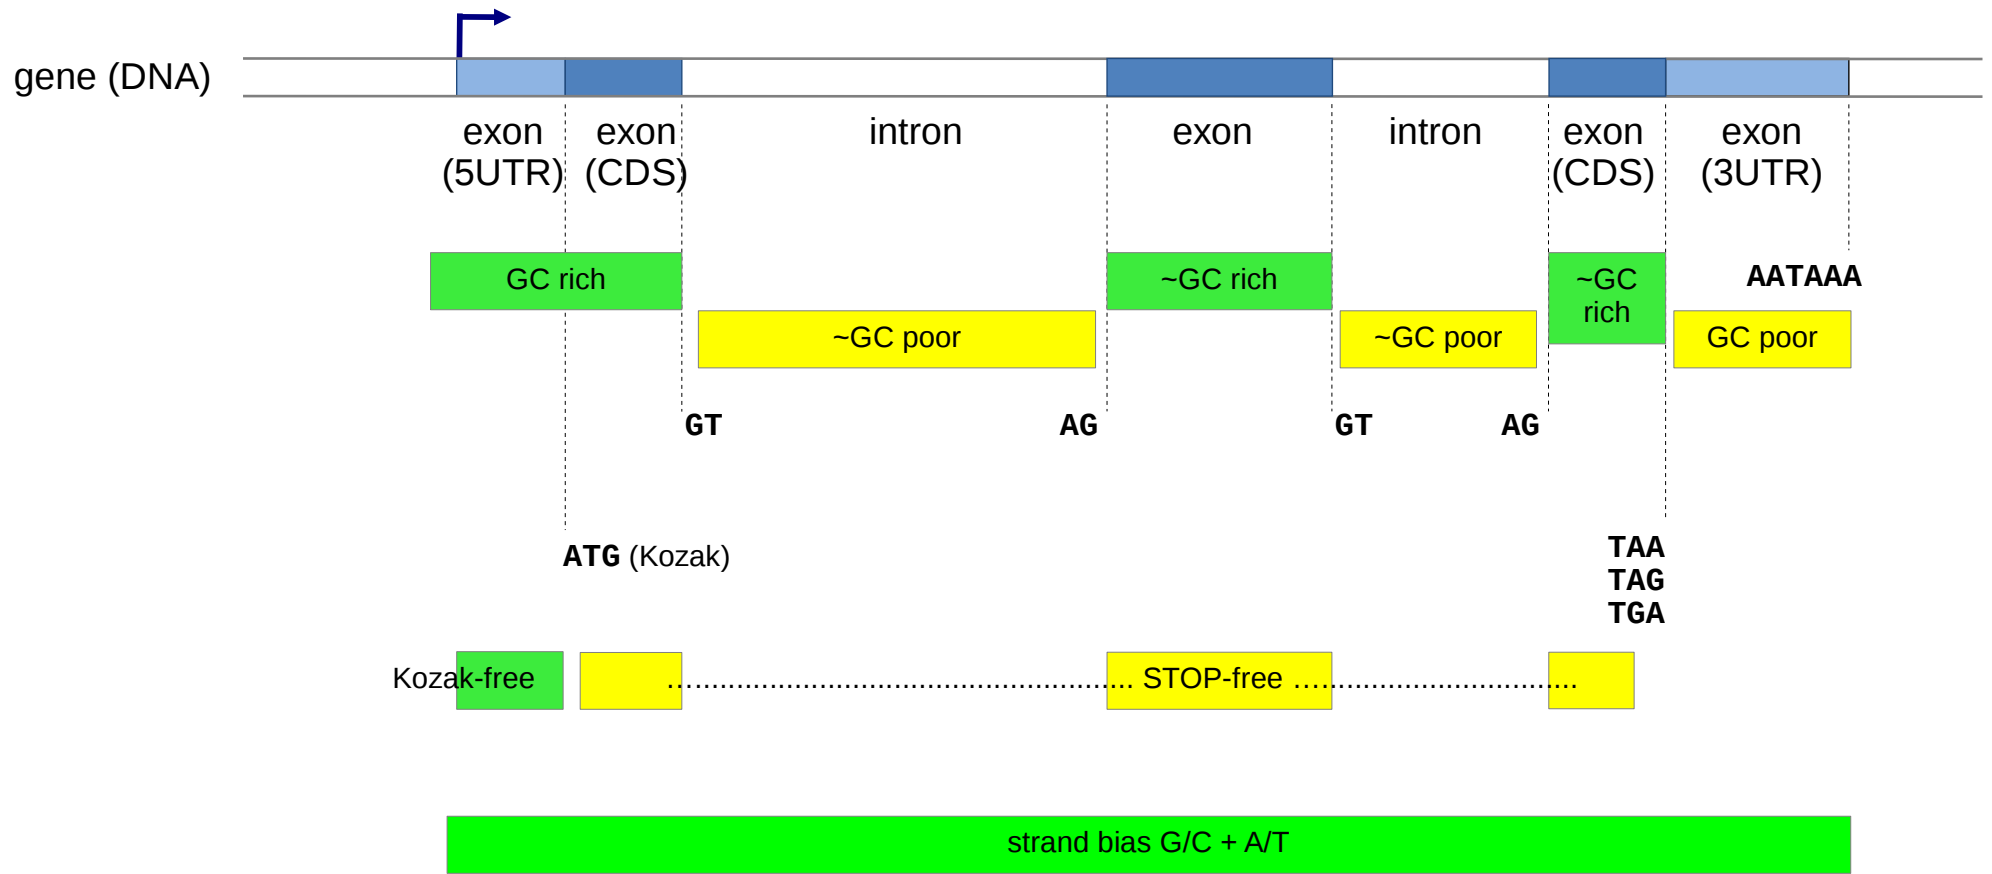 gene (DNA)
exon exon intron exon intron exon exon
(5UTR) (CDS) (CDS) (3UTR)
GC rich ~GC rich ~GC AATAAA
rich
~GC poor ~GC poor GC poor
GT AG GT AG
ATG (Kozak) TAA
TAG
TGA
Kozak-free ...................................................... STOP-free .................................
strand bias G/C + A/T